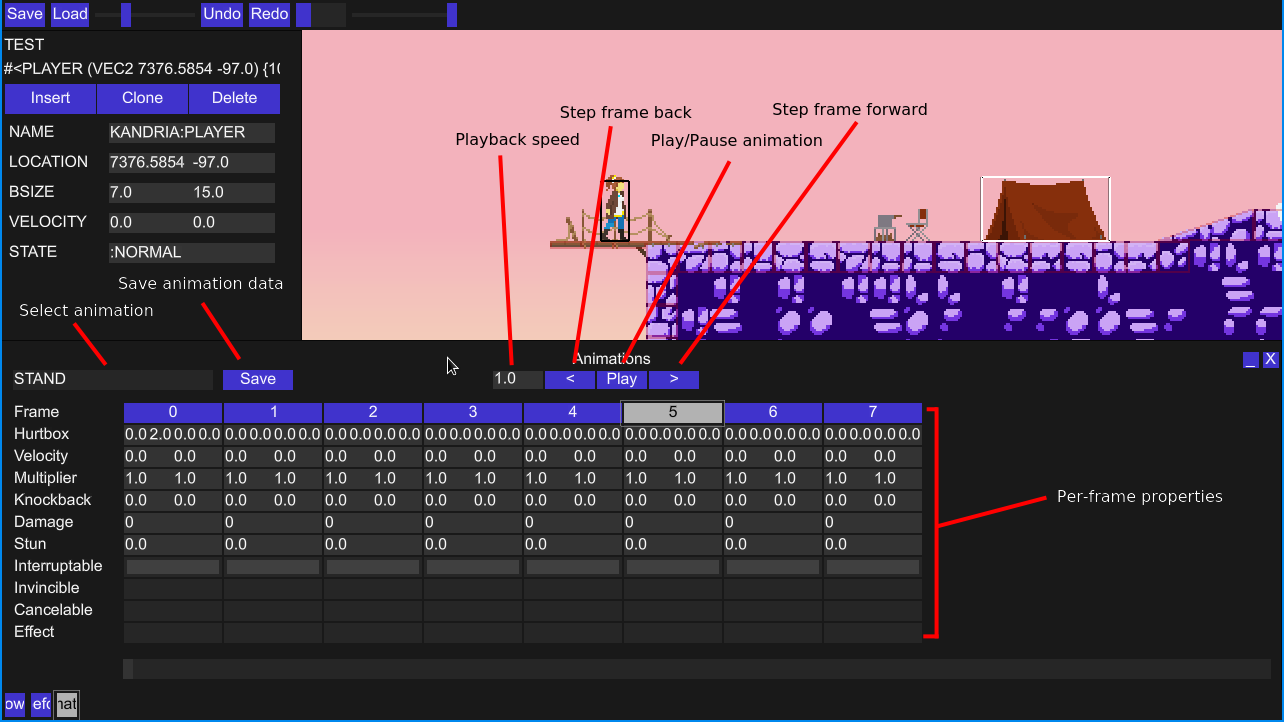 Save Load Undo Redo
TEST
#<PLAYER (VEC2 7376.5854 -97.0) {10
Insert Clone Delete
NAME KANDRIA:PLAYER
LOCATION 7376.5854 -97.0
BSIZE 7.0 15.0
VELOCITY 0.0 0.0
STATE :NORMAL
Step frame back
Step frame forward
Playback speed
Play/Pause animation
Save animation data
Select animation
Animations
_ X
STAND Save 1.0 < Play >
Frame 0 1 2 3 4 5 6 7
Hurtbox 0.0 2.0 0.0 0.0 0.0 0.0 0.0 0.0 0.0 0.0 0.0 0.0 0.0 0.0 0.0 0.0 0.0 0.0 0.0 0.0 0.0 0.0 0.0 0.0 0.0 0.0 0.0 0.0 0.0 0.0 0.0 0.0
Velocity 0.0 0.0 0.0 0.0 0.0 0.0 0.0 0.0 0.0 0.0 0.0 0.0 0.0 0.0 0.0 0.0
Multiplier 1.0 1.0 1.0 1.0 1.0 1.0 1.0 1.0 1.0 1.0 1.0 1.0 1.0 1.0 1.0 1.0
Knockback 0.0 0.0 0.0 0.0 0.0 0.0 0.0 0.0 0.0 0.0 0.0 0.0 0.0 0.0 0.0 0.0
Damage 0 0 0 0 0 0 0 0
Stun 0.0 0.0 0.0 0.0 0.0 0.0 0.0 0.0
Interruptable
Invincible
Cancelable
Effect
Per-frame properties
ow efo nat